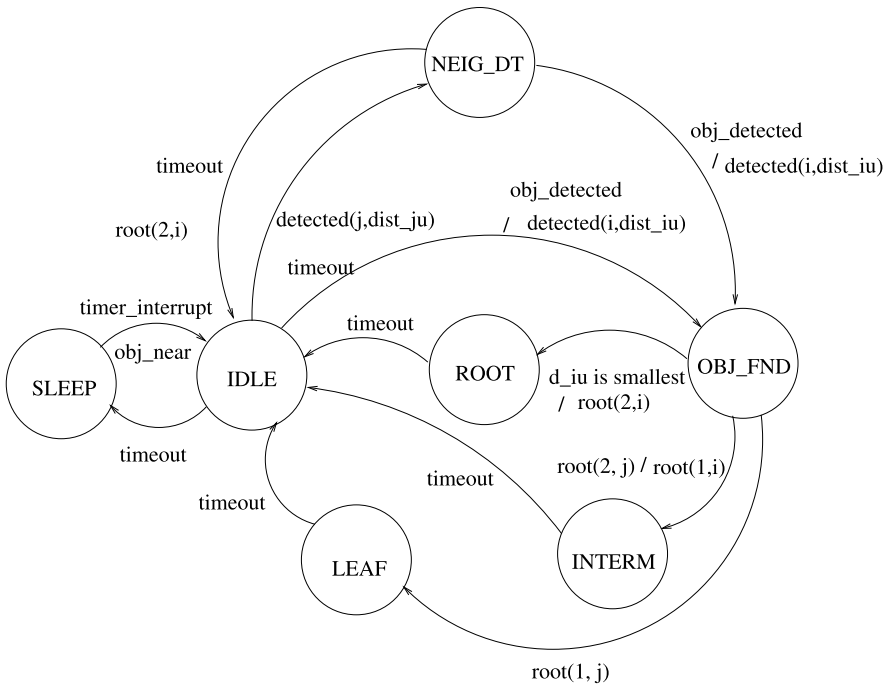 NEIG_DT
obj_detected
/ detected(i,dist_iu)
timeout
root(2,i)
obj_detected
/ detected(i,dist_iu)
detected(j,dist_ju)
timeout
timer_interrupt
obj_near
timeout
SLEEP
IDLE
timeout
ROOT
OBJ_FND
d_iu is smallest
/ root(2,i)
root(2, j) / root(1,i)
timeout
timeout
LEAF
INTERM
root(1, j)